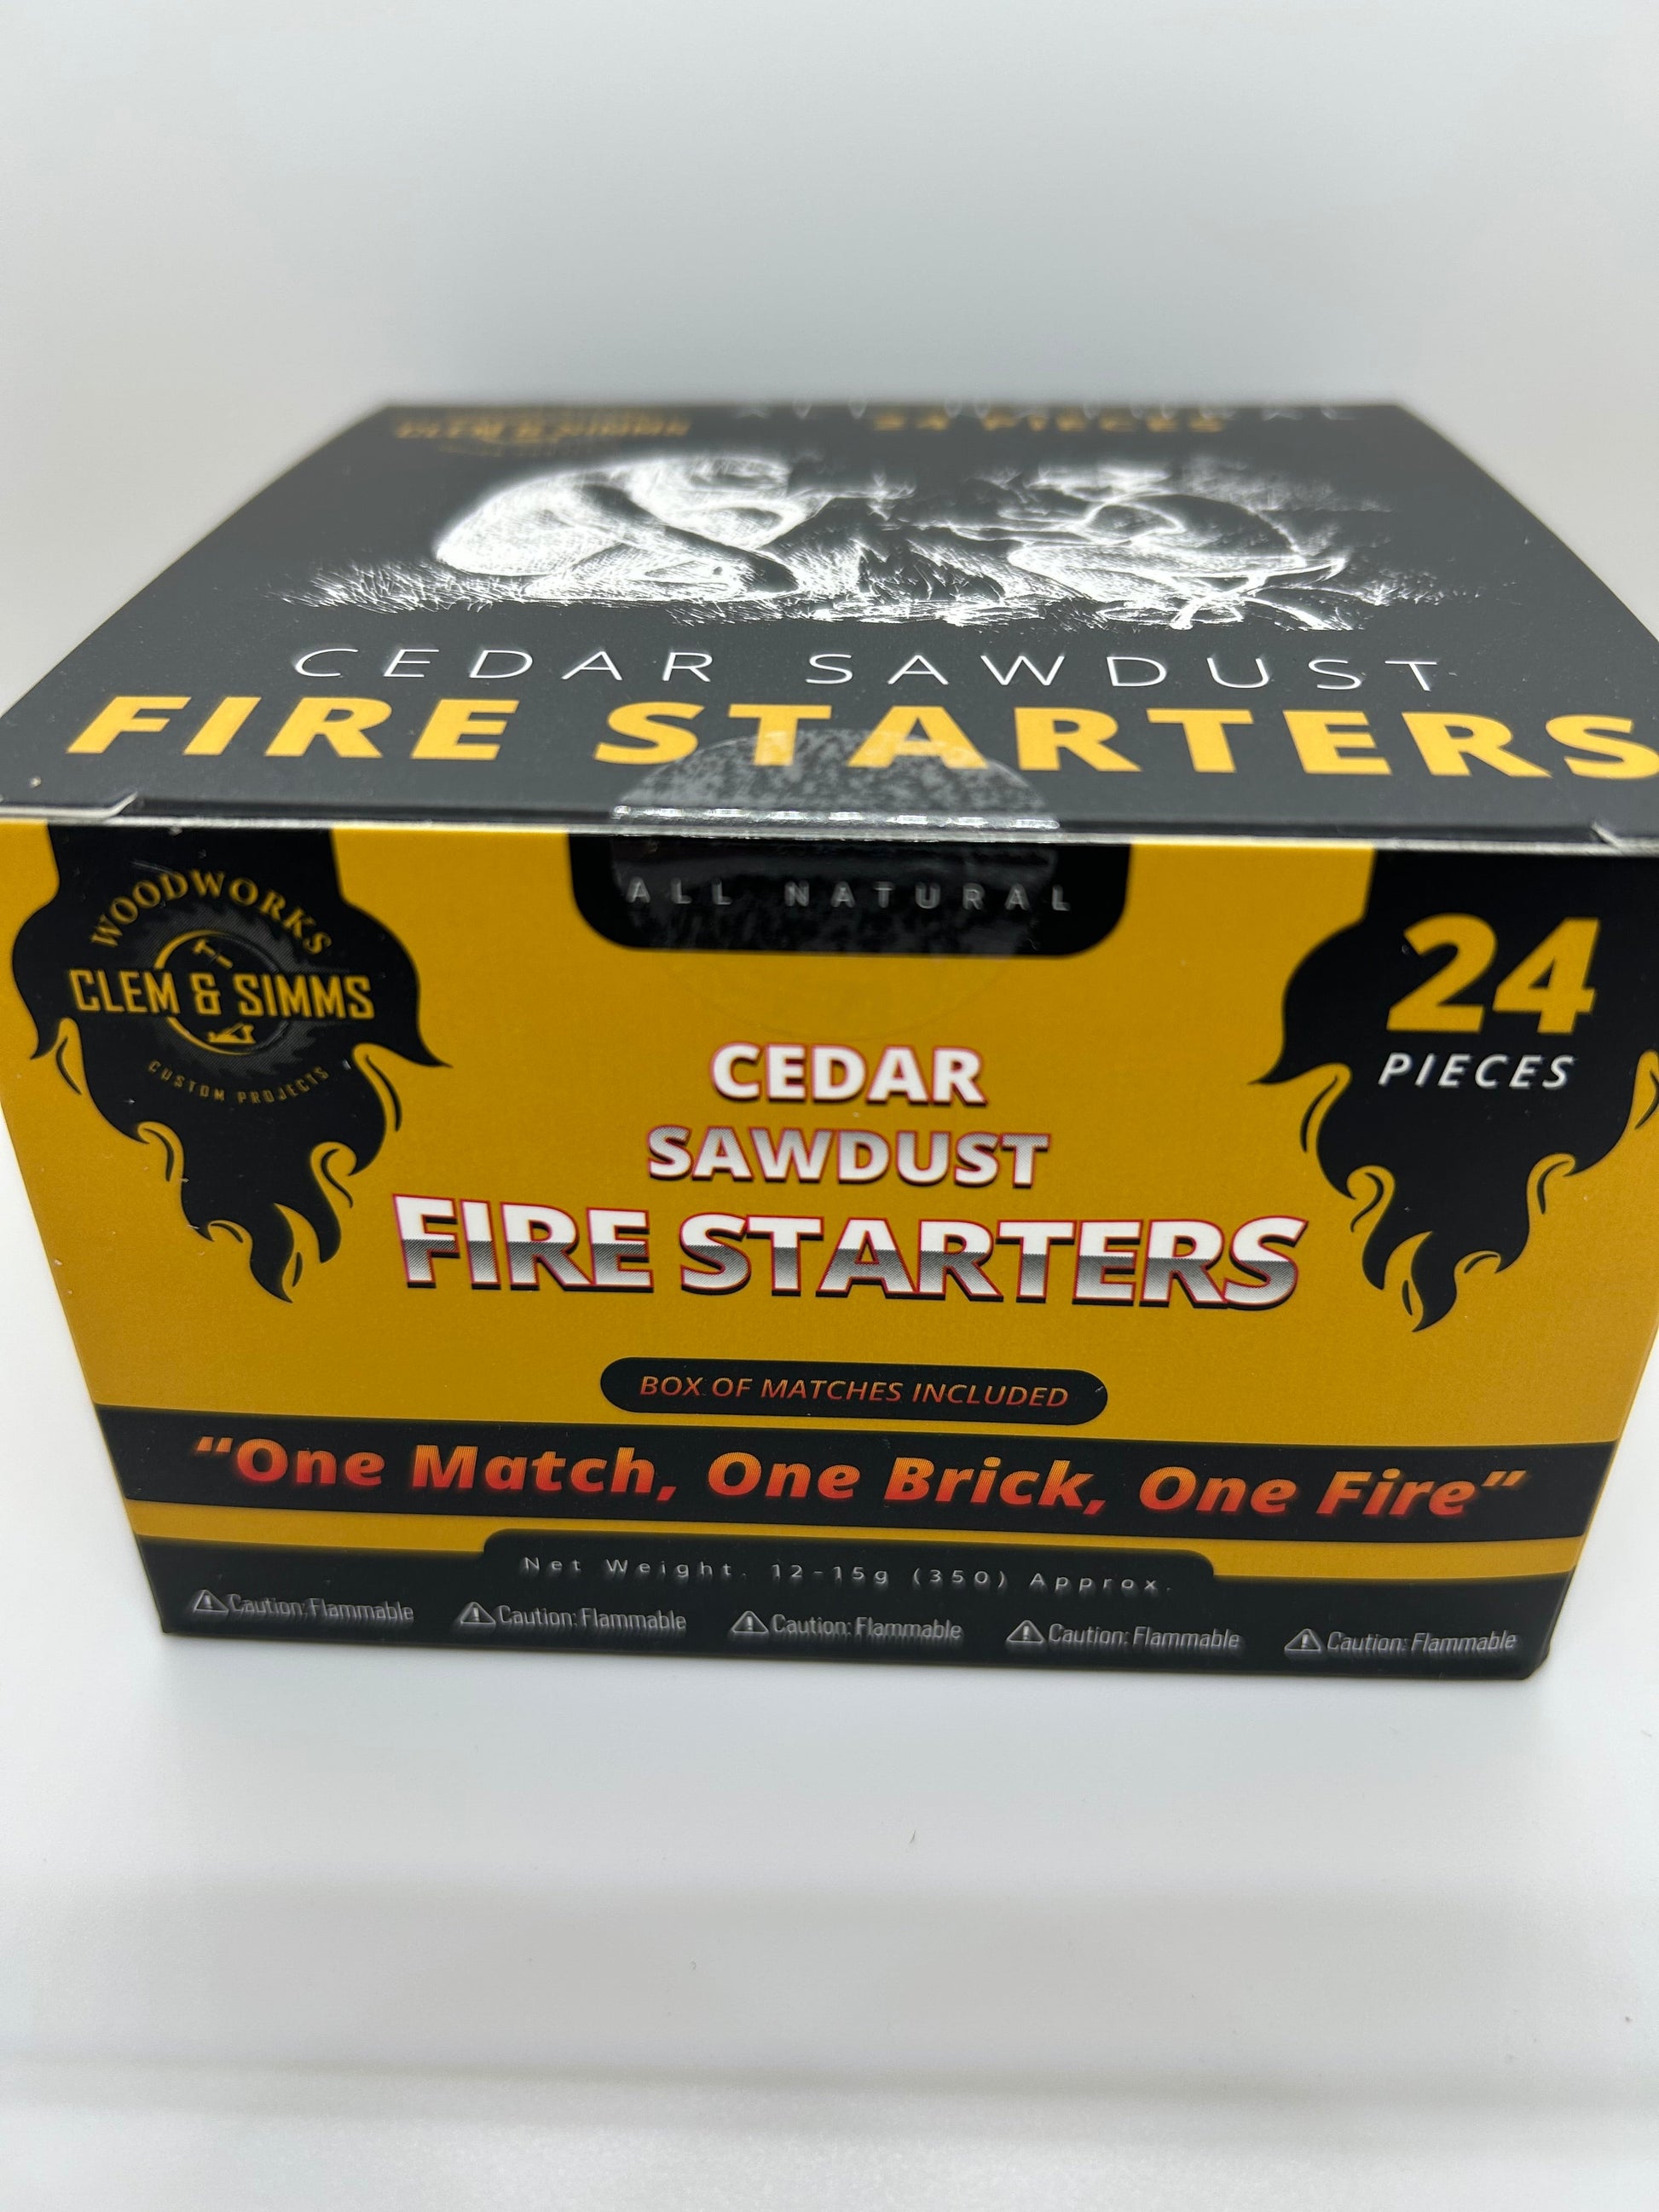 CLEM & SIMMS
24 PIECES
CEDAR SAWDUST
FIRE STARTERS
ALL NATURAL
WOODWORKS
CLEM & SIMMS
CUSTOM PROJECTS
24
PIECES
CEDAR
SAWDUST
FIRE STARTERS
BOX OF MATCHES INCLUDED
“One Match, One Brick, One Fire”
Net Weight. 12-15g (350) Approx.
Caution: Flammable Caution: Flammable Caution: Flammable Caution: Flammable Caution: Flammable